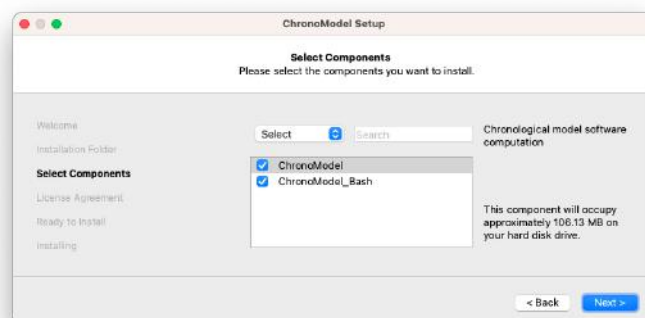 ChronoModel Setup
Select Components
Please select the components you want to install.
Welcome
Installation Folder
Select Components
License Agreement
Ready to Install
Installing
Select
Search
ChronoModel
ChronoModel_Bash
Chronological model software
computation
This component will occupy
approximately 106.13 MB on
your hard disk drive.
< Back
Next >